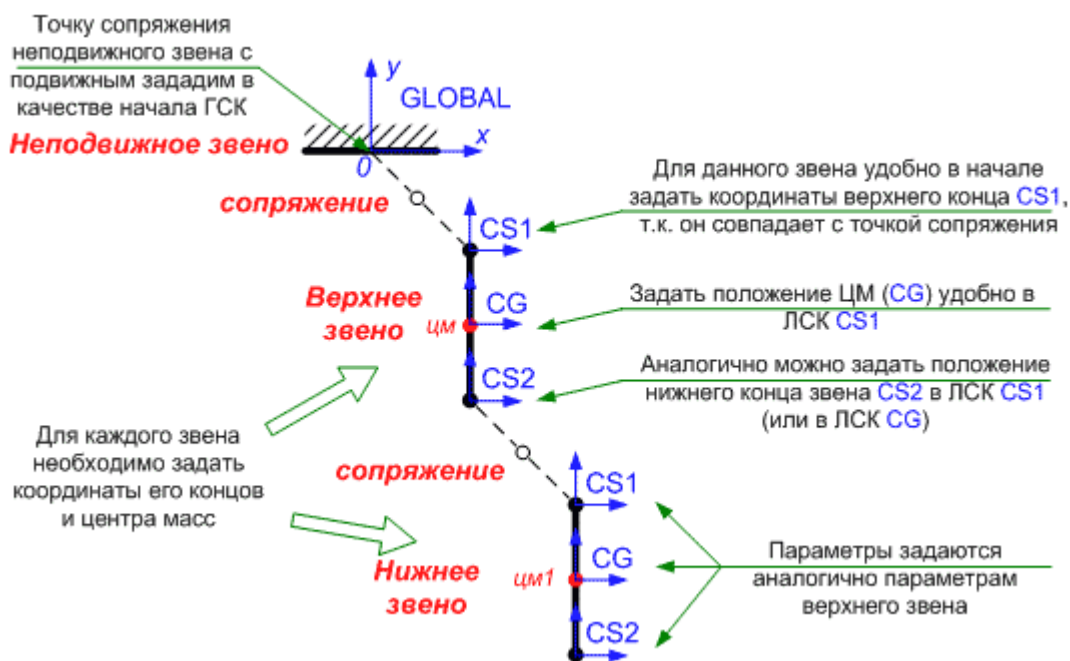 Точку сопряжения
неподвижного звена с
подвижным зададим в
качестве начала ГСК
Неподвижное звено
y
GLOBAL
x
0
сопряжение
CS1
Для данного звена удобно в начале
задать координаты верхнего конца CS1,
т.к. он совпадает с точкой сопряжения
Верхнее
звено
CG
цм
Задать положение ЦМ (CG) удобно в
ЛСК CS1
CS2
Аналогично можно задать положение
нижнего конца звена CS2 в ЛСК CS1
(или в ЛСК CG)
Для каждого звена
необходимо задать
координаты его концов
и центра масс
сопряжение
CS1
Нижнее
звено
CG
цм1
CS2
Параметры задаются
аналогично параметрам
верхнего звена